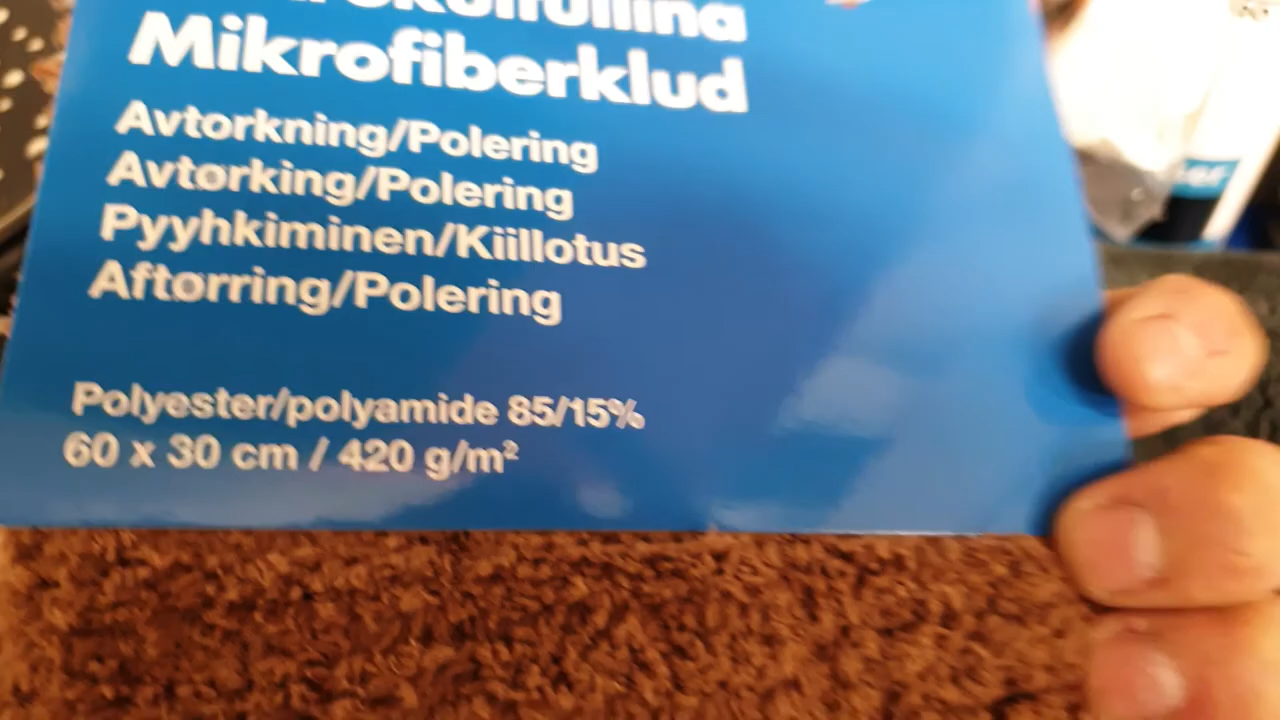 Mikrofiberklud
Avtorkning/Polering
Avtørking/Polering
Pyyhkiminen/Kiillotus
Aftørring/Polering
Polyester/polyamide 85/15%
60 x 30 cm / 420 g/m²